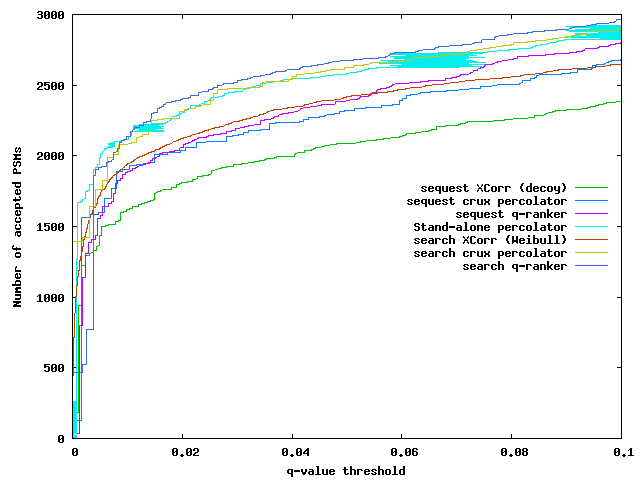 3000
2500
2000
1500
1000
500
0
Number of accepted PSMs
sequest XCorr (decoy)
sequest crux percolator
sequest q-ranker
Stand-alone percolator
search XCorr (Weibull)
search crux percolator
search q-ranker
0 0.02 0.04 0.06 0.08 0.1
q-value threshold